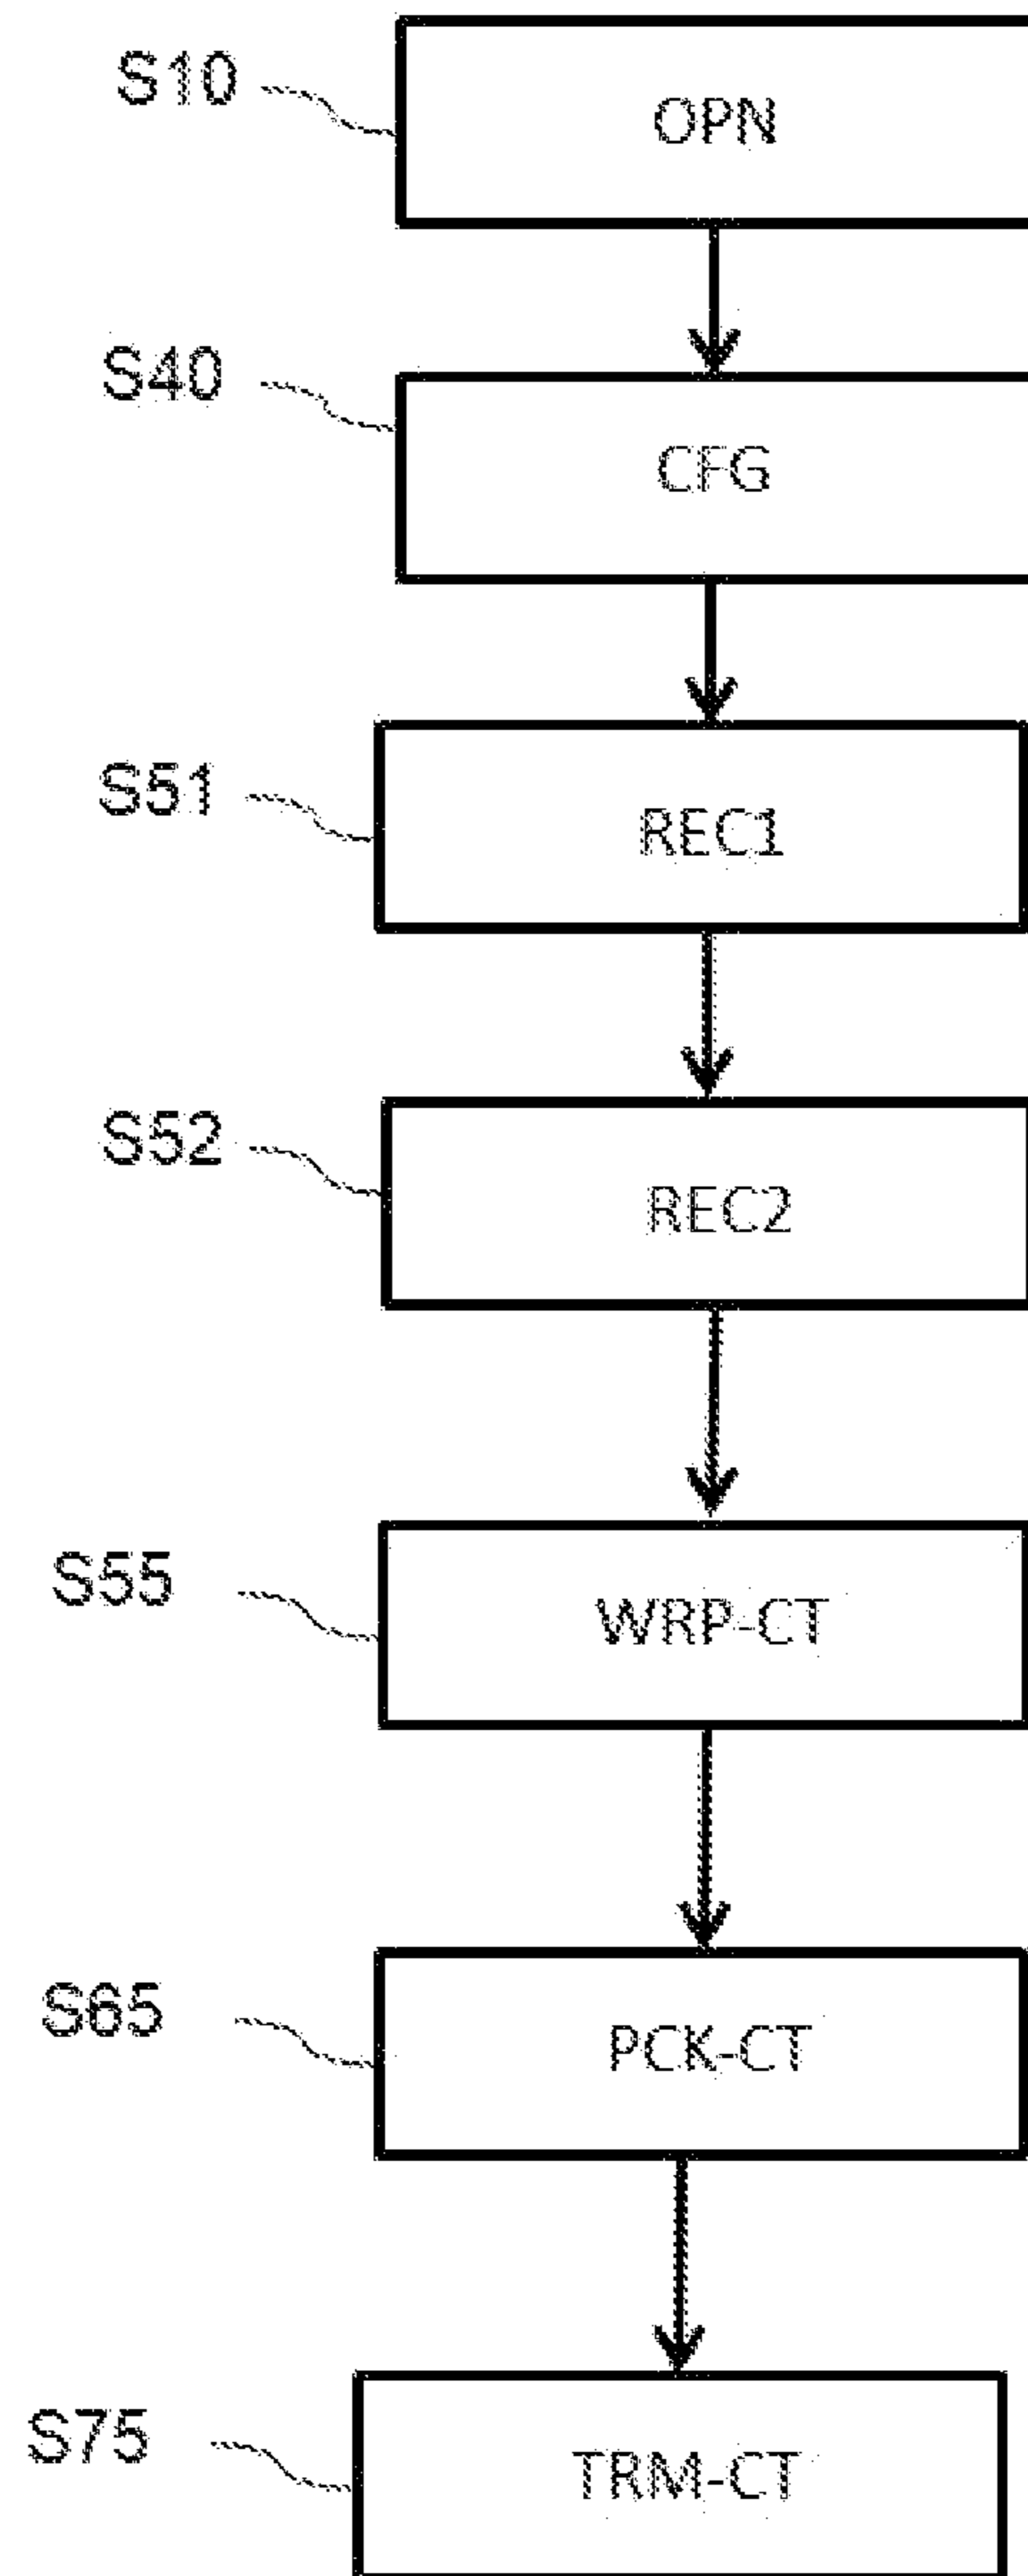 S10
OPN
S40
CFG
S51
REC1
S52
REC2
S55
WRP-CT
S65
PCK-CT
S75
TRM-CT